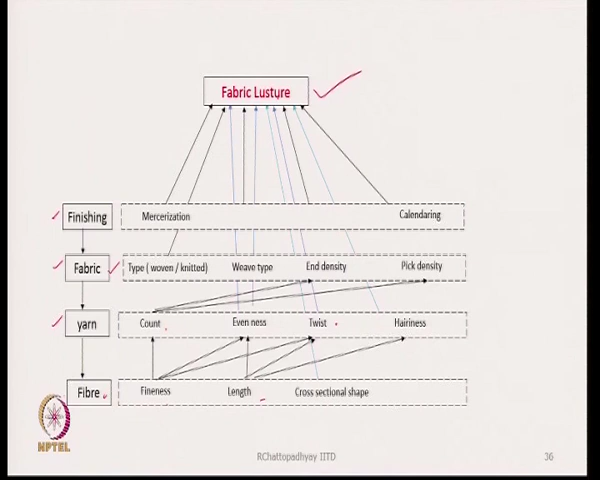 Fabric Lusture
Finishing
Mercerization
Calendaring
Fabric
Type ( woven / knitted)
Weave type
End density
Pick density
yarn
Count
Even ness
Twist
Hairiness
Fibre
Fineness
Length
Cross sectional shape
NPTEL
RChattopadhyay IITD
36